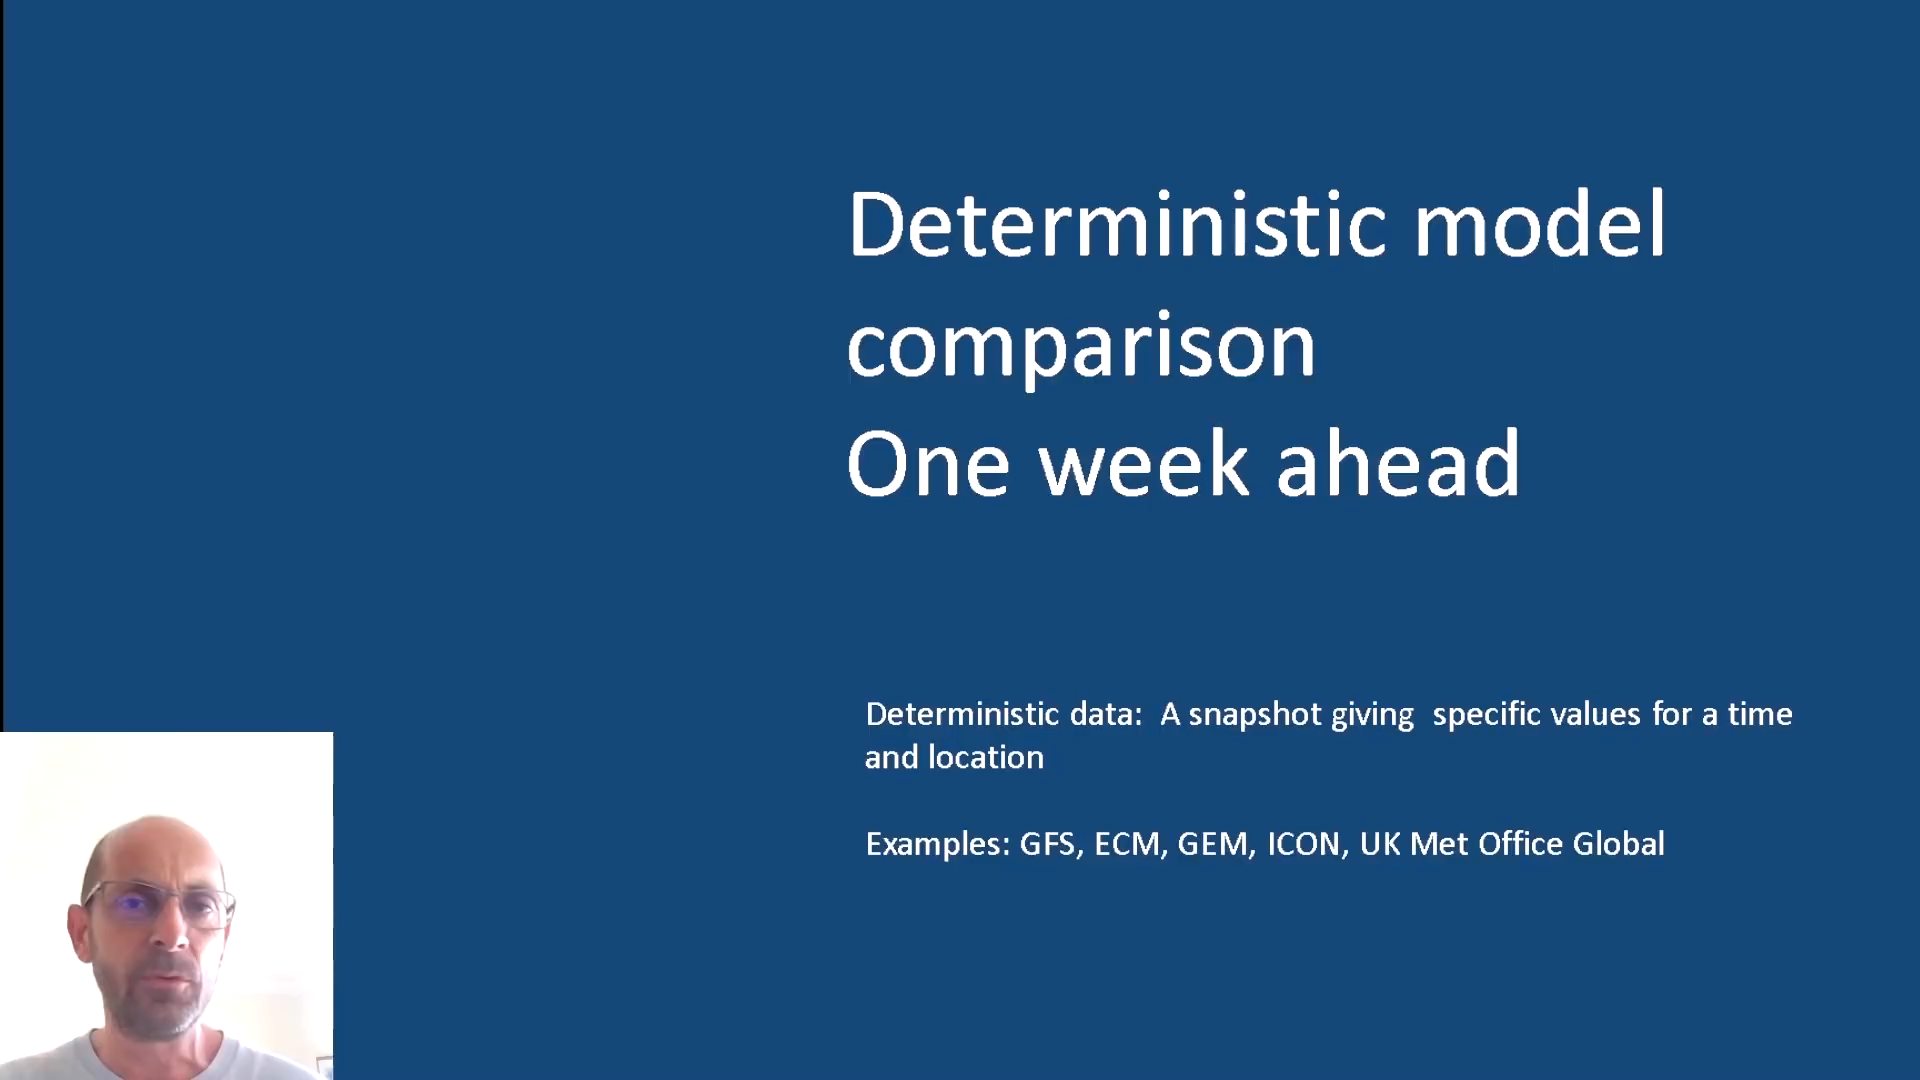 Deterministic model
comparison
One week ahead
Deterministic data:  A snapshot giving  specific values for a time
and location
Examples: GFS, ECM, GEM, ICON, UK Met Office Global